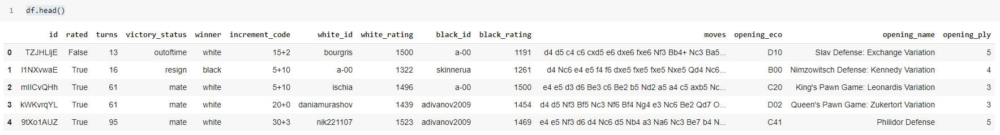 1 df.head()
id rated turns victory_status winner increment_code white_id white_rating black_id black_rating moves opening_eco opening_name opening_ply
0 TZJHLljE False 13 outoftime white 15+2 bourgris 1500 a-00 1191 d4 d5 c4 c6 cxd5 e6 dxe6 fxe6 Nf3 Bb4+ Nc3 Ba5... D10 Slav Defense: Exchange Variation 5
1 l1NXvwaE True 16 resign black 5+10 a-00 1322 skinnerua 1261 d4 Nc6 e4 e5 f4 f6 dxe5 fxe5 fxe5 Nxe5 Qd4 Nc6... B00 Nimzowitsch Defense: Kennedy Variation 4
2 mIICvQHh True 61 mate white 5+10 ischia 1496 a-00 1500 e4 e5 d3 d6 Be3 c6 Be2 b5 Nd2 a5 a4 c5 axb5 Nc... C20 King's Pawn Game: Leonardis Variation 3
3 kWKvrqYL True 61 mate white 20+0 daniamurashov 1439 adivanov2009 1454 d4 d5 Nf3 Bf5 Nc3 Nf6 Bf4 Ng4 e3 Nc6 Be2 Qd7 O... D02 Queen's Pawn Game: Zukertort Variation 3
4 9tXo1AUZ True 95 mate white 30+3 nik221107 1523 adivanov2009 1469 e4 e5 Nf3 d6 d4 Nc6 d5 Nb4 a3 Na6 Nc3 Be7 b4 N... C41 Philidor Defense 5